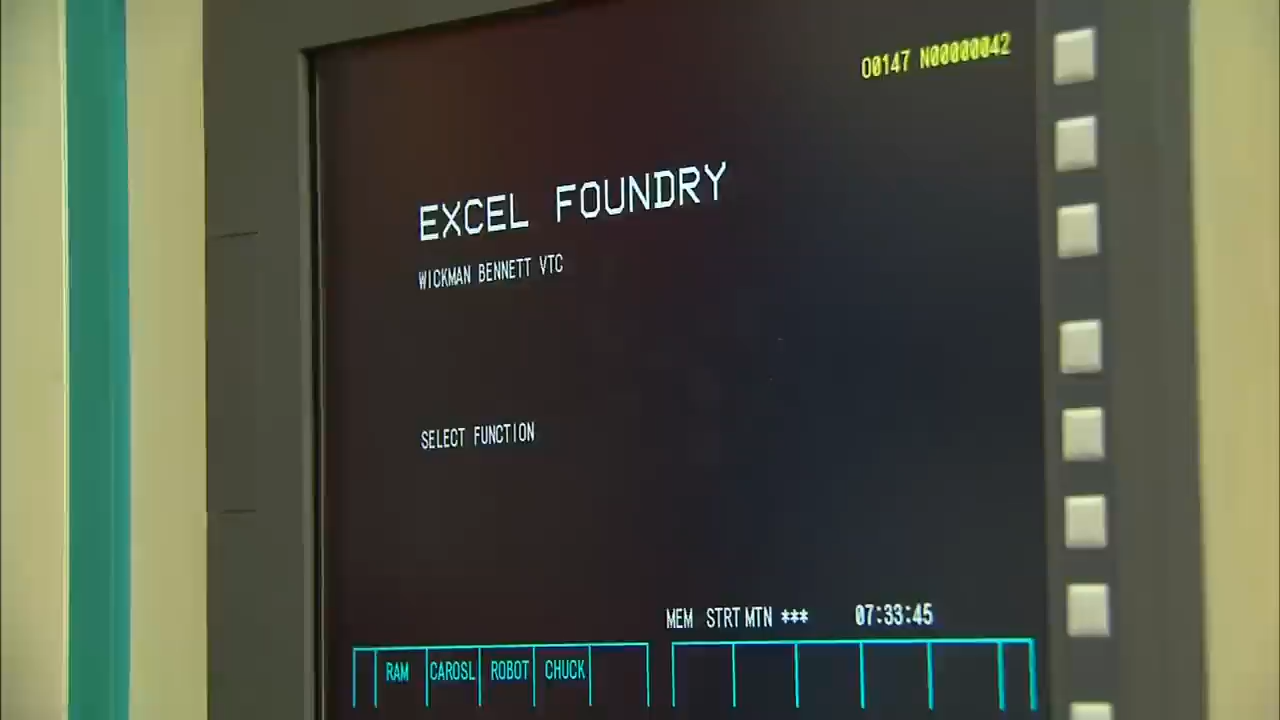 O0147 N00000042
EXCEL FOUNDRY
WICKMAN BENNETT VTC
SELECT FUNCTION
MEM STRT MTN *** 07:33:45
RAM CAROSL ROBOT CHUCK